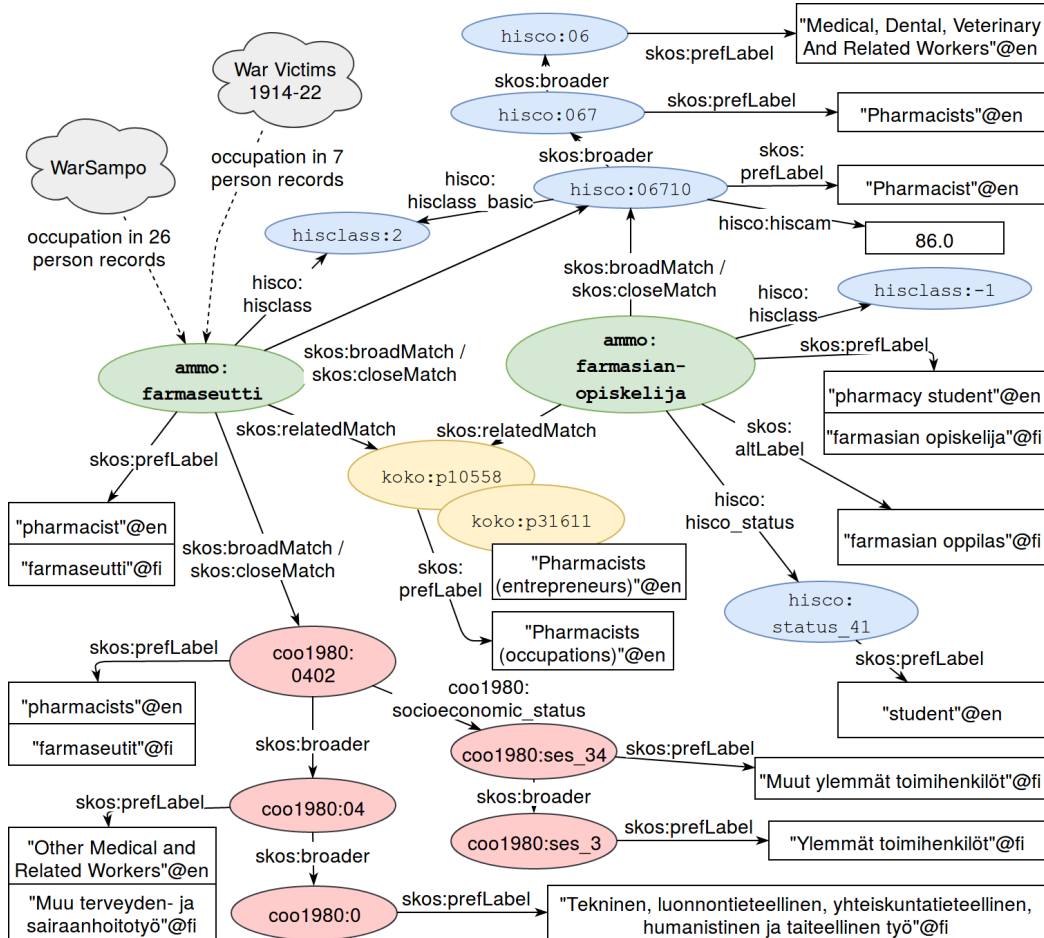 hisco:06
skos:prefLabel
"Medical, Dental, Veterinary
And Related Workers"@en
War Victims
1914-22
skos:broader
hisco:067
skos:prefLabel
"Pharmacists"@en
WarSampo
occupation in 7
person records
skos:broader
hisco:06710
skos:
prefLabel
"Pharmacist"@en
hisco:
hisclass_basic
hisco:hiscam
86.0
hisclass:2
occupation in 26
person records
hisco:
hisclass
skos:broadMatch /
skos:closeMatch
hisco:
hisclass
hisclass:-1
ammo:
farmaseutti
skos:broadMatch /
skos:closeMatch
ammo:
farmasian-
opiskelija
skos:prefLabel
"pharmacy student"@en
"farmasian opiskelija"@fi
skos:relatedMatch
skos:relatedMatch
skos:
altLabel
skos:prefLabel
koko:p10558
koko:p31611
hisco:
hisco_status
"pharmacist"@en
"farmaseutti"@fi
"farmasian oppilas"@fi
skos:broadMatch /
skos:closeMatch
skos:
prefLabel
"Pharmacists
(entrepreneurs)"@en
hisco:
status_41
"Pharmacists
(occupations)"@en
skos:prefLabel
coo1980:
0402
skos:prefLabel
"student"@en
"pharmacists"@en
"farmaseutit"@fi
coo1980:
socioeconomic_status
skos:broader
coo1980:ses_34
skos:prefLabel
"Muut ylemmät toimihenkilöt"@fi
skos:prefLabel
coo1980:04
skos:broader
coo1980:ses_3
skos:prefLabel
"Ylemmät toimihenkilöt"@fi
"Other Medical and
Related Workers"@en
"Muu terveyden- ja
sairaanhoitotyö"@fi
skos:broader
coo1980:0
skos:prefLabel
"Tekninen, luonnontieteellinen, yhteiskuntatieteellinen,
humanistinen ja taiteellinen työ"@fi